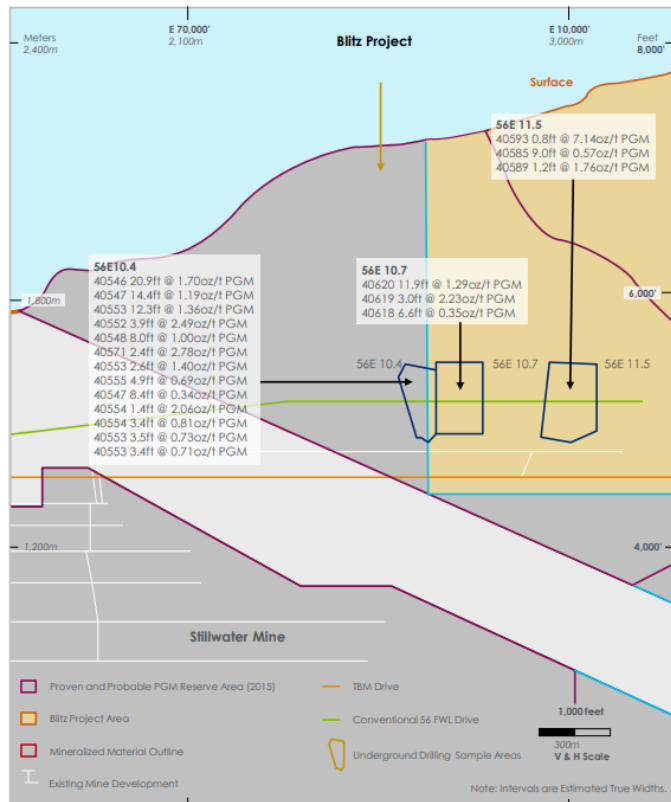 E 70,000'
2,100m
E 10,000'
3,000m
Meters
2,400m
Feet
8,000'
Blitz Project
Surface
56E 11.5
40593 0.8ft @ 7.14oz/t PGM
40585 9.0ft @ 0.57oz/t PGM
40589 1.2ft @ 1.76oz/t PGM
56E10.4
40546 20.9ft @ 1.70oz/t PGM
40547 14.4ft @ 1.19oz/t PGM
40553 12.3ft @ 1.36oz/t PGM
40552 3.9ft @ 2.49oz/t PGM
40548 8.0ft @ 1.00oz/t PGM
40571 2.4ft @ 2.78oz/t PGM
40553 2.6ft @ 1.40oz/t PGM
40555 4.9ft @ 0.69oz/t PGM
40547 8.4ft @ 0.34oz/t PGM
40554 1.4ft @ 2.06oz/t PGM
40554 3.4ft @ 0.81oz/t PGM
40553 3.5ft @ 0.73oz/t PGM
40553 3.4ft @ 0.71oz/t PGM
56E 10.7
40620 11.9ft @ 1.29oz/t PGM
40619 3.0ft @ 2.23oz/t PGM
40618 6.6ft @ 0.35oz/t PGM
1,800m
6,000'
56E 10.4
56E 10.7
56E 11.5
1,200m
4,000'
Stillwater Mine
Proven and Probable PGM Reserve Area (2015)
Blitz Project Area
Mineralized Material Outline
Existing Mine Development
TBM Drive
Conventional 56 FWL Drive
Underground Drilling Sample Areas
1,000 feet
300m
V & H Scale
Note: Intervals are Estimated True Widths.